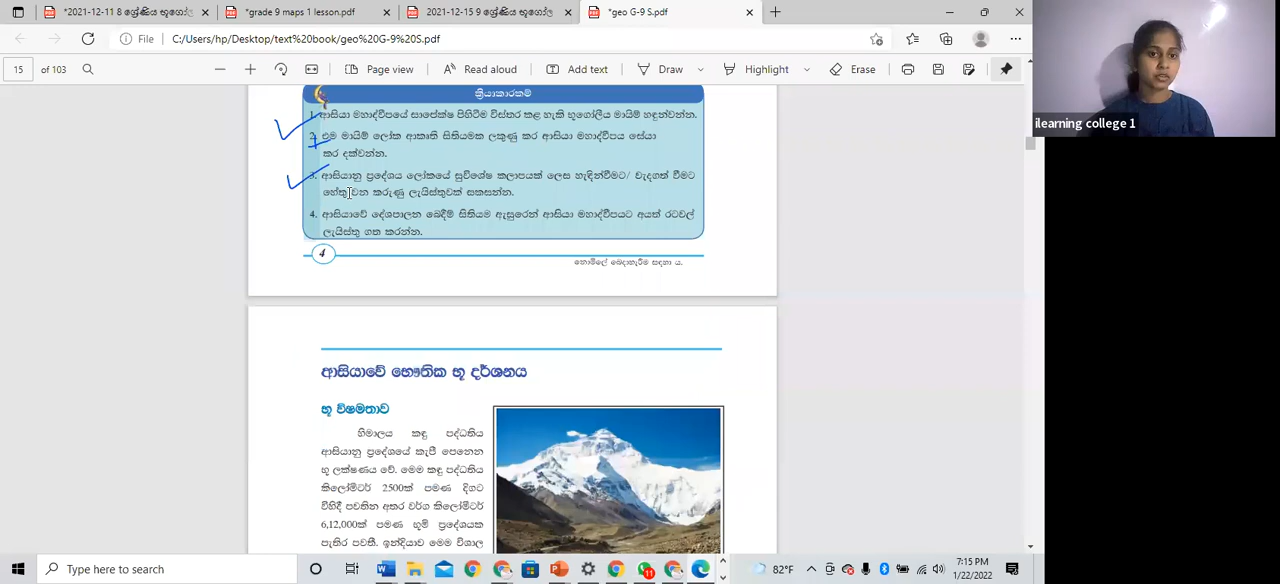 *2021-12-11 8 ශ්‍රේණිය භූගෝල
*grade 9 maps 1 lesson.pdf
2021-12-15 9 ශ්‍රේණිය භූගෝල
*geo G-9 S.pdf
File
C:/Users/hp/Desktop/text%20book/geo%20G-9%20S.pdf
15 of 103
Page view
Read aloud
Add text
Draw
Highlight
Erase
ilearning college 1
ක්‍රියාකාරකම්
1. ආසියා මහාද්වීපයේ සාපේක්ෂ පිහිටීම විස්තර කළ හැකි භූගෝලීය මායිම් හඳුන්වන්න.
2. එම මායිම් ලෝක ආකෘති සිතියමක ලකුණු කර ආසියා මහාද්වීපය සේයා
කර දක්වන්න.
3. ආසියානු ප්‍රදේශය ලෝකයේ සුවිශේෂ කලාපයක් ලෙස හැඳින්වීමට/ වැදගත් වීමට
හේතු වන කරුණු ලැයිස්තුවක් සකසන්න.
4. ආසියාවේ දේශපාලන බෙදීම් සිතියම ඇසුරෙන් ආසියා මහාද්වීපයට අයත් රටවල්
ලැයිස්තු ගත කරන්න.
4
නොමිලේ බෙදාහැරීම සඳහා ය.
ආසියාවේ භෞතික භූ දර්ශනය
භූ විෂමතාව
හිමාලය කඳු පද්ධතිය
ආසියානු ප්‍රදේශයේ කැපී පෙනෙන
භූ ලක්ෂණය වේ. මෙම කඳු පද්ධතිය
කිලෝමීටර් 2500ක් පමණ දිගට
විහිදී පවතින අතර වර්ග කිලෝමීටර්
6,12,000ක් පමණ භූමි ප්‍රදේශයක
පැතිර පවතී. ඉන්දියාව මෙම විශාල
Type here to search
11
82°F
7:15 PM
1/22/2022